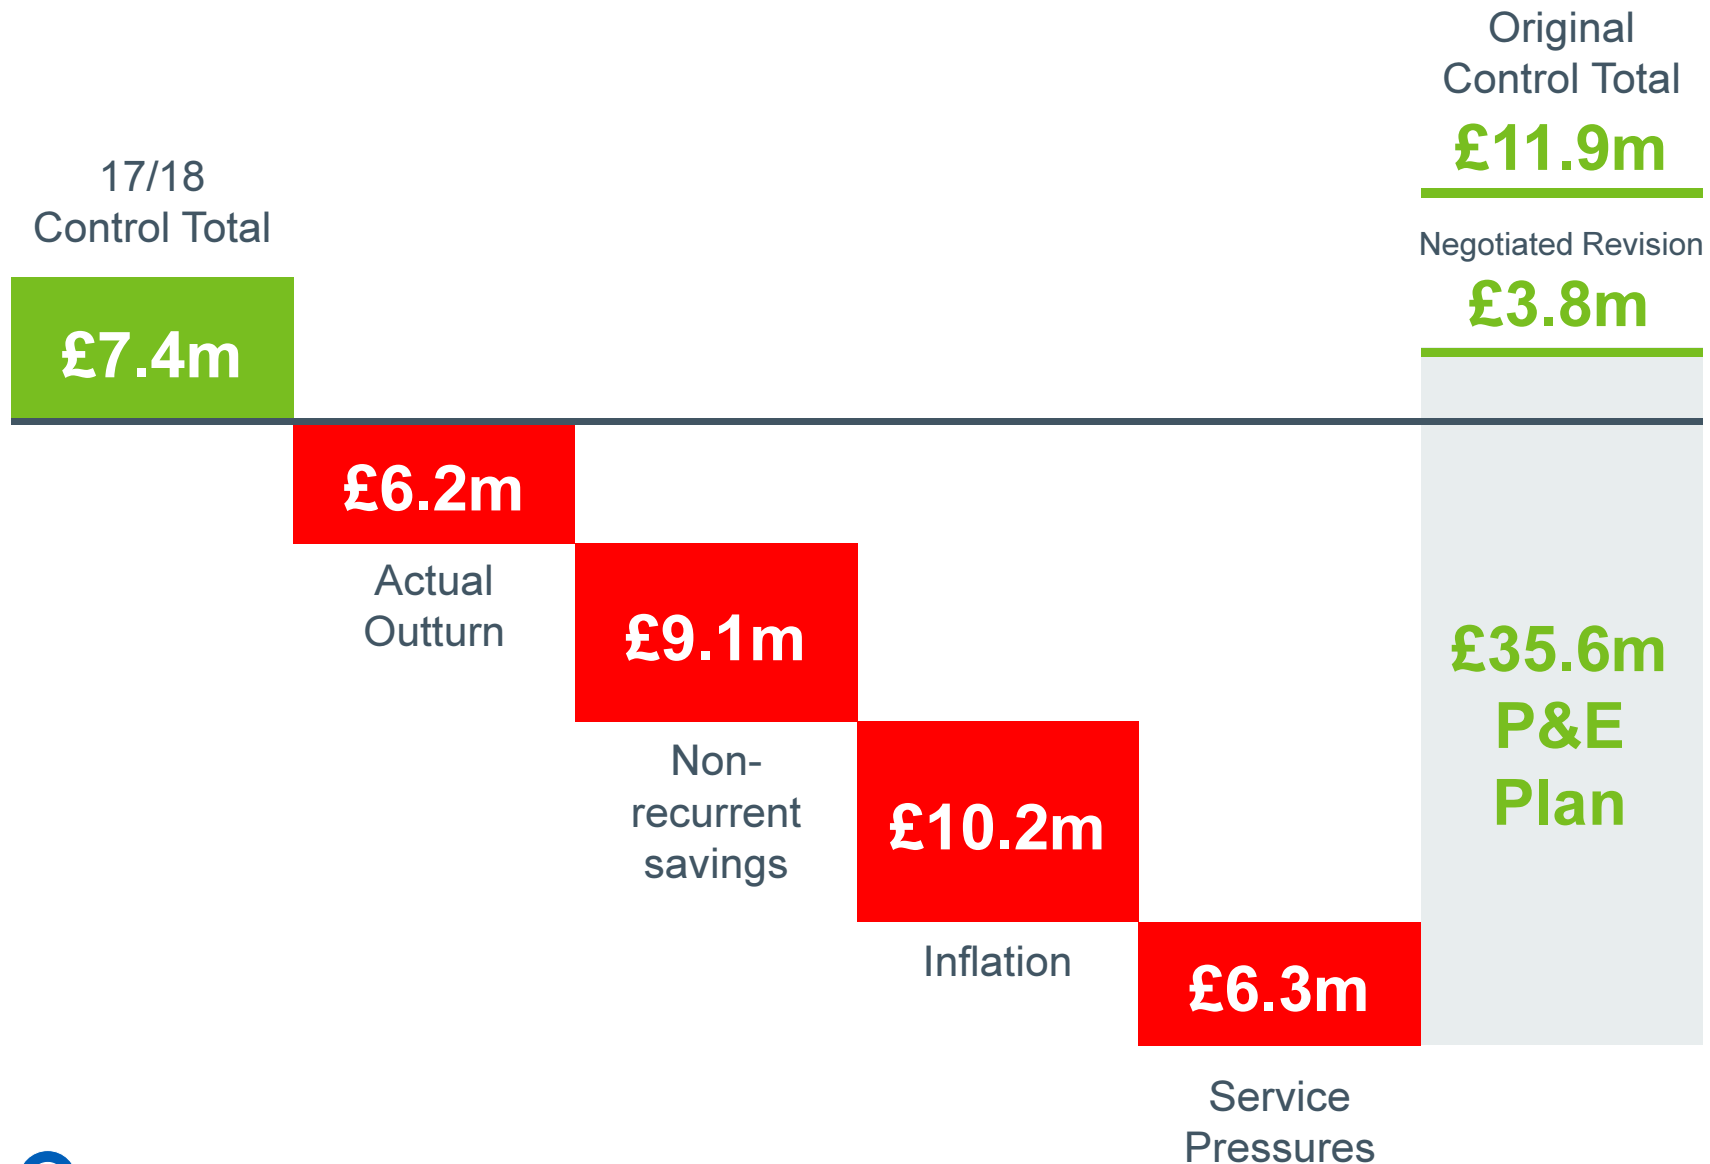 17/18
Control Total
£7.4m
£6.2m
Actual
Outturn
£9.1m
Non-
recurrent
savings
£10.2m
Inflation
£6.3m
Service
Pressures
Original
Control Total
£11.9m
Negotiated Revision
£3.8m
£35.6m
P&E
Plan